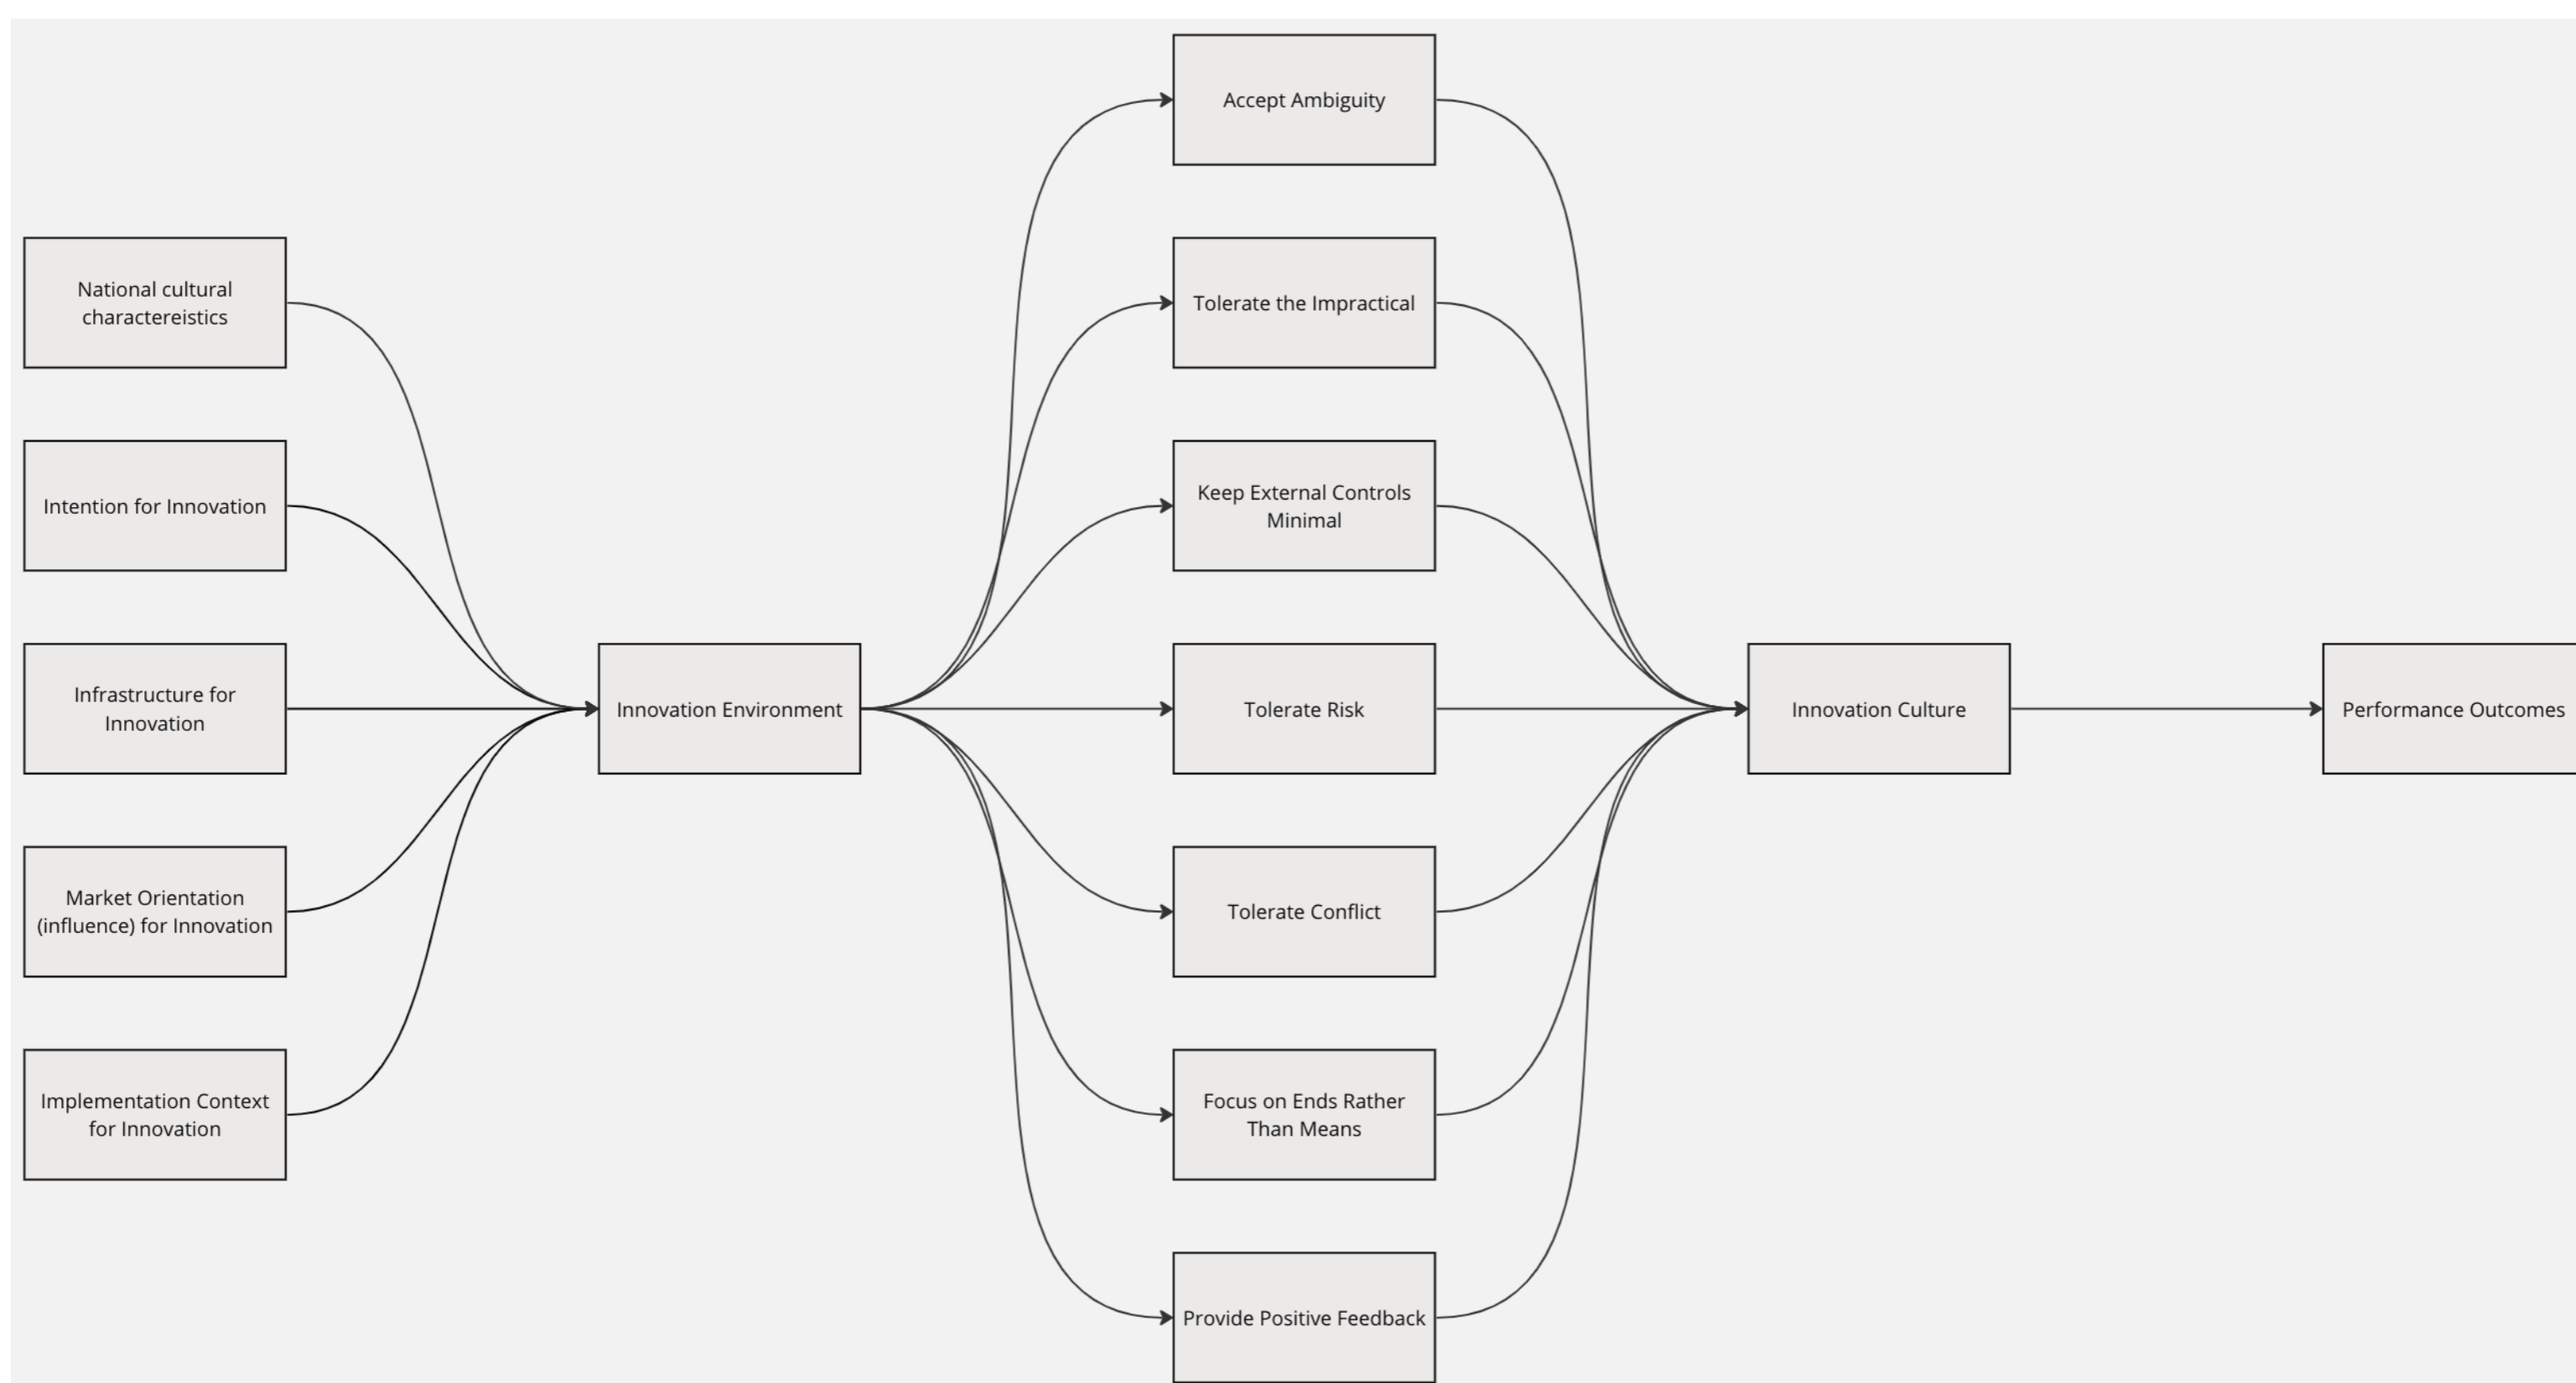 National cultural
charactereistics
Intention for Innovation
Infrastructure for
Innovation
Market Orientation
(influence) for Innovation
Implementation Context
for Innovation
Innovation Environment
Accept Ambiguity
Tolerate the Impractical
Keep External Controls
Minimal
Tolerate Risk
Tolerate Conflict
Focus on Ends Rather
Than Means
Provide Positive Feedback
Innovation Culture
Performance Outcomes